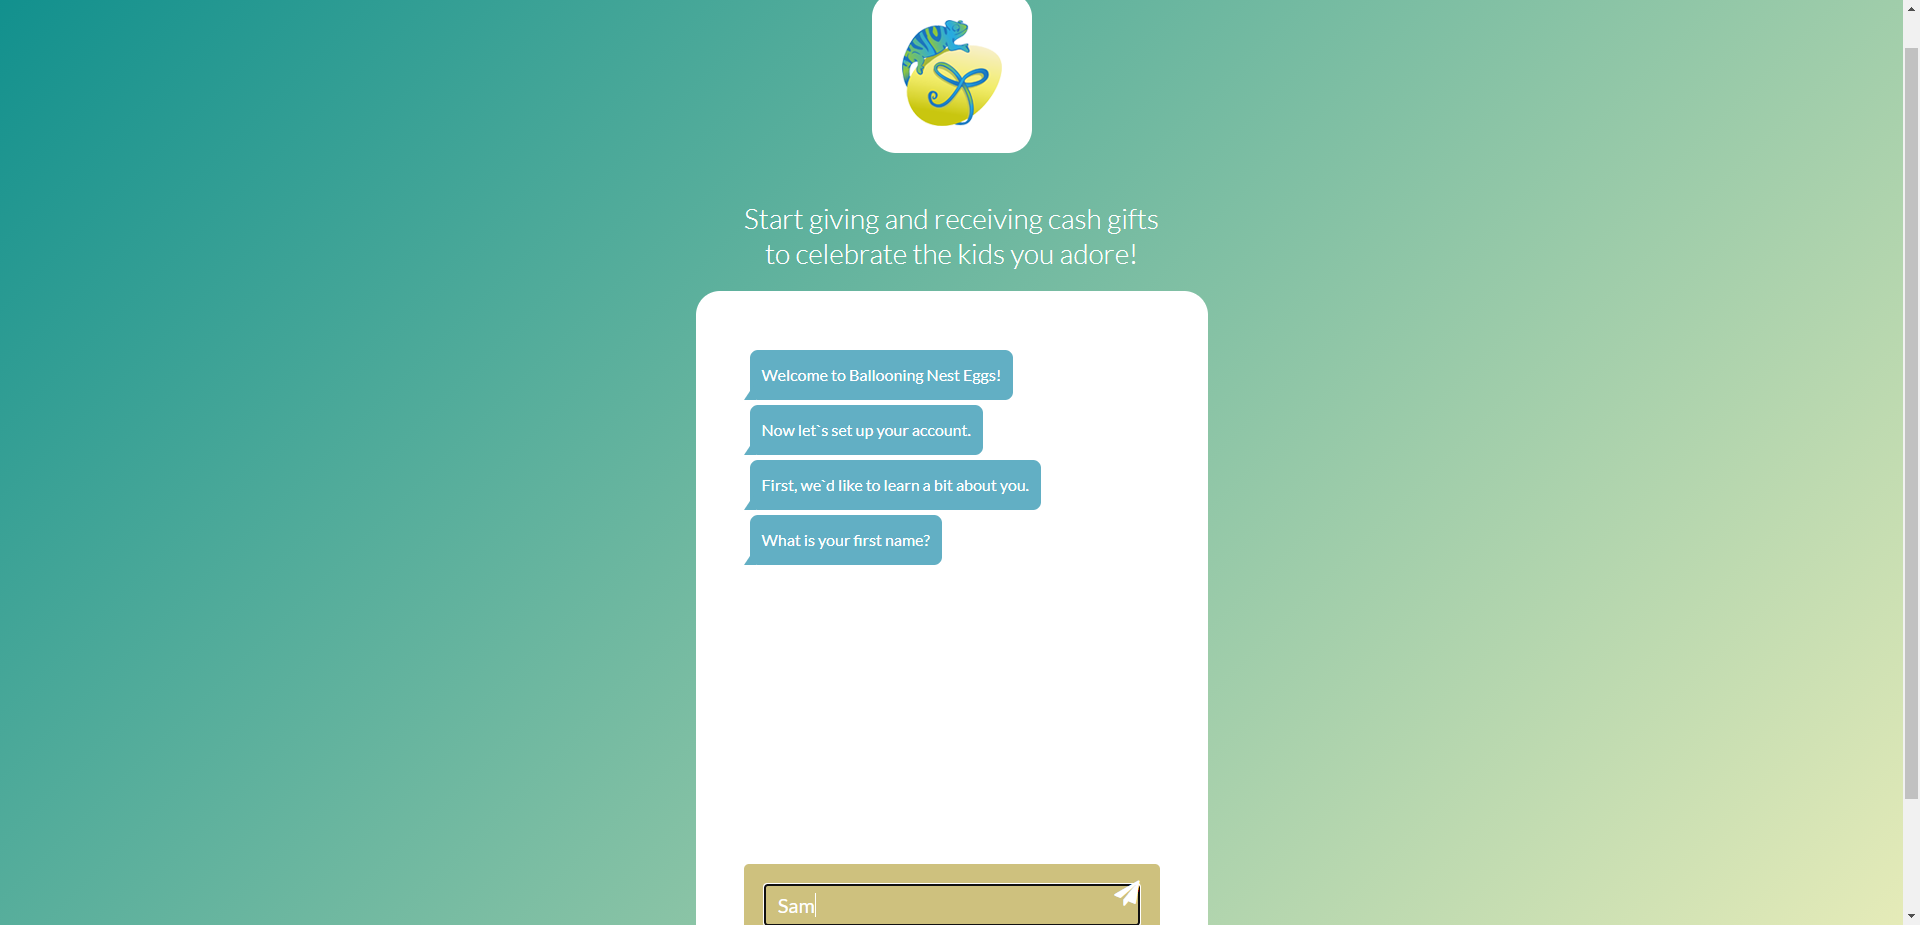 Start giving and receiving cash gifts
to celebrate the kids you adore!
Welcome to Ballooning Nest Eggs!
Now let`s set up your account.
First, we`d like to learn a bit about you.
What is your first name?
Sam